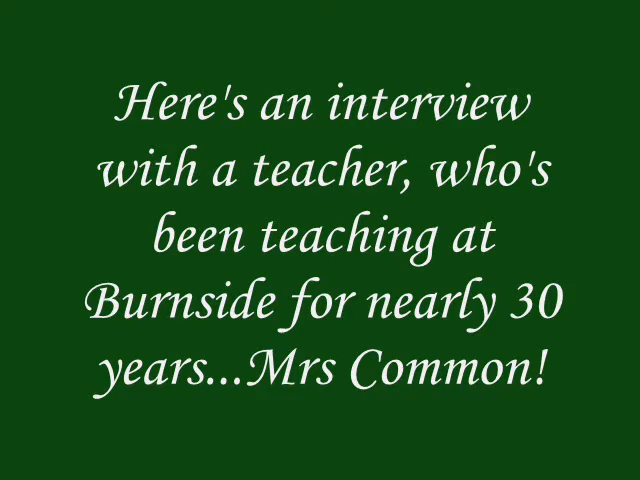 Here's an interview
with a teacher, who's
been teaching at
Burnside for nearly 30
years...Mrs Common!